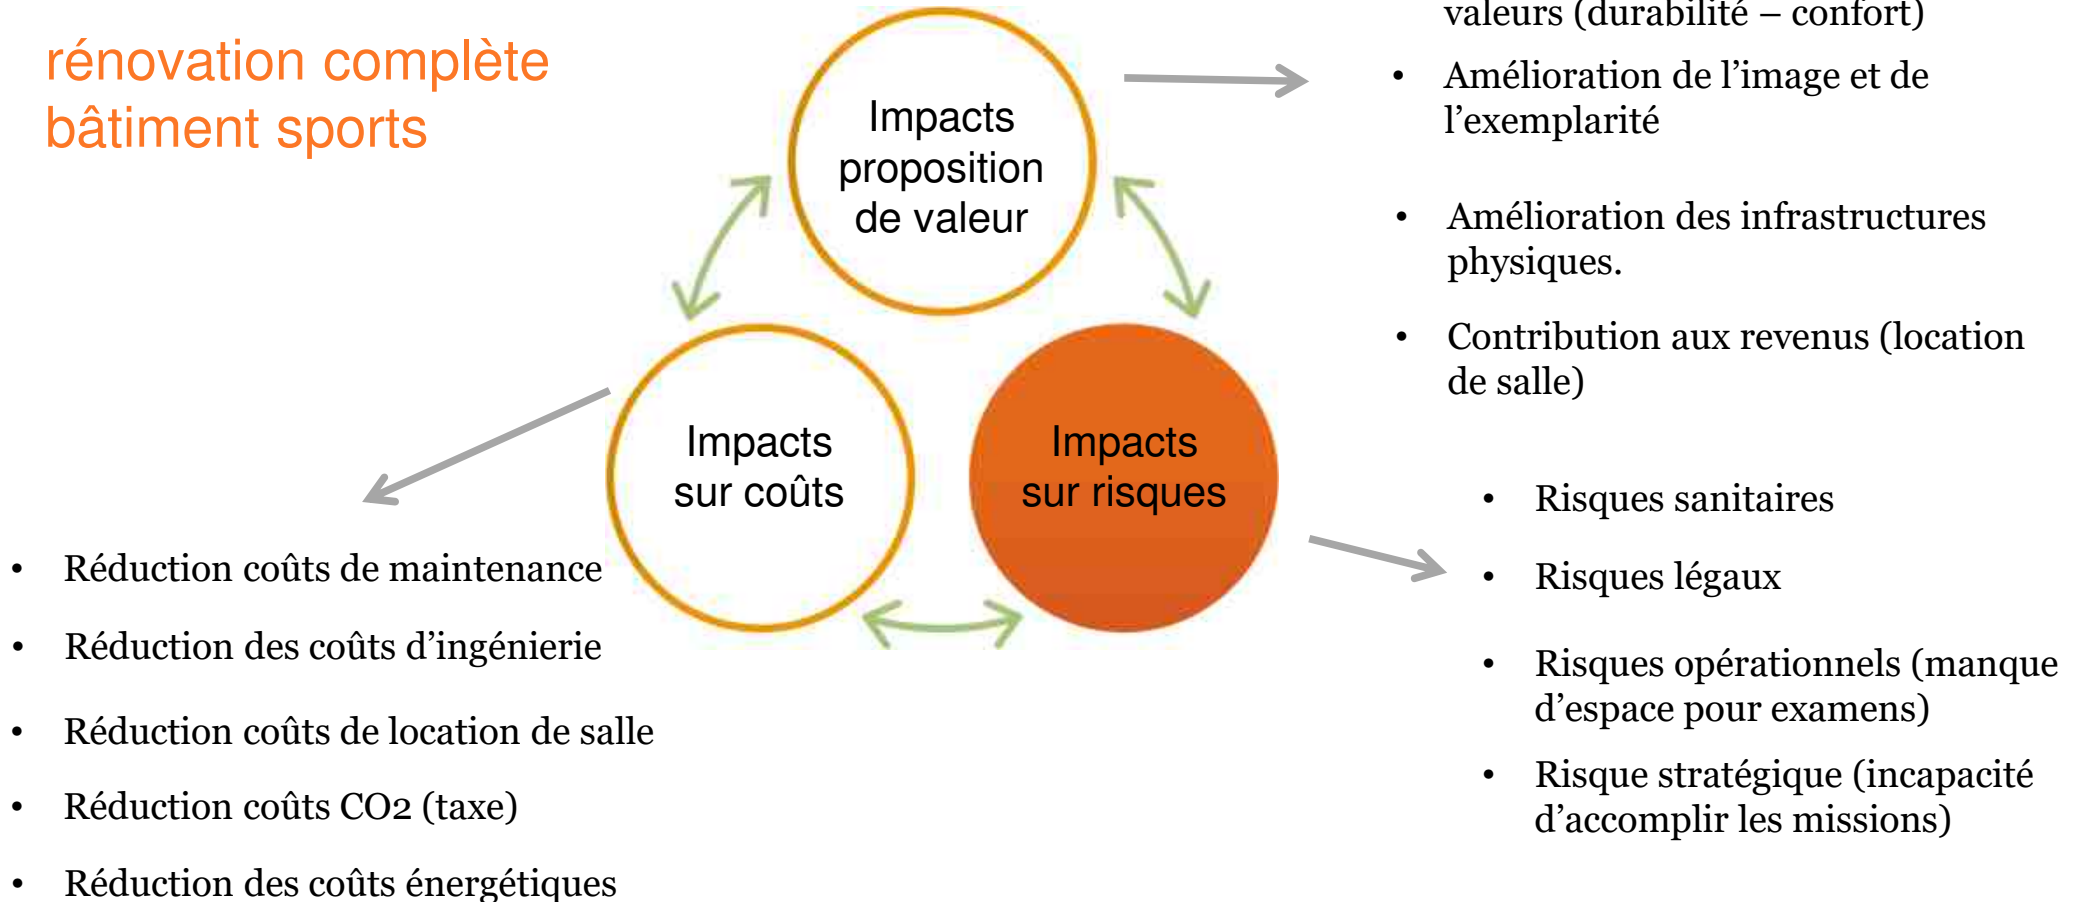 rénovation complète
bâtiment sports
Impacts
proposition
de valeur
valeurs (durabilité – confort)
• Amélioration de l’image et de
l’exemplarité
• Amélioration des infrastructures
physiques.
• Contribution aux revenus (location
de salle)
Impacts
sur coûts
Impacts
sur risques
• Risques sanitaires
• Risques légaux
• Risques opérationnels (manque
d’espace pour examens)
• Risque stratégique (incapacité
d’accomplir les missions)
• Réduction coûts de maintenance
• Réduction des coûts d’ingénierie
• Réduction coûts de location de salle
• Réduction coûts CO2 (taxe)
• Réduction des coûts énergétiques